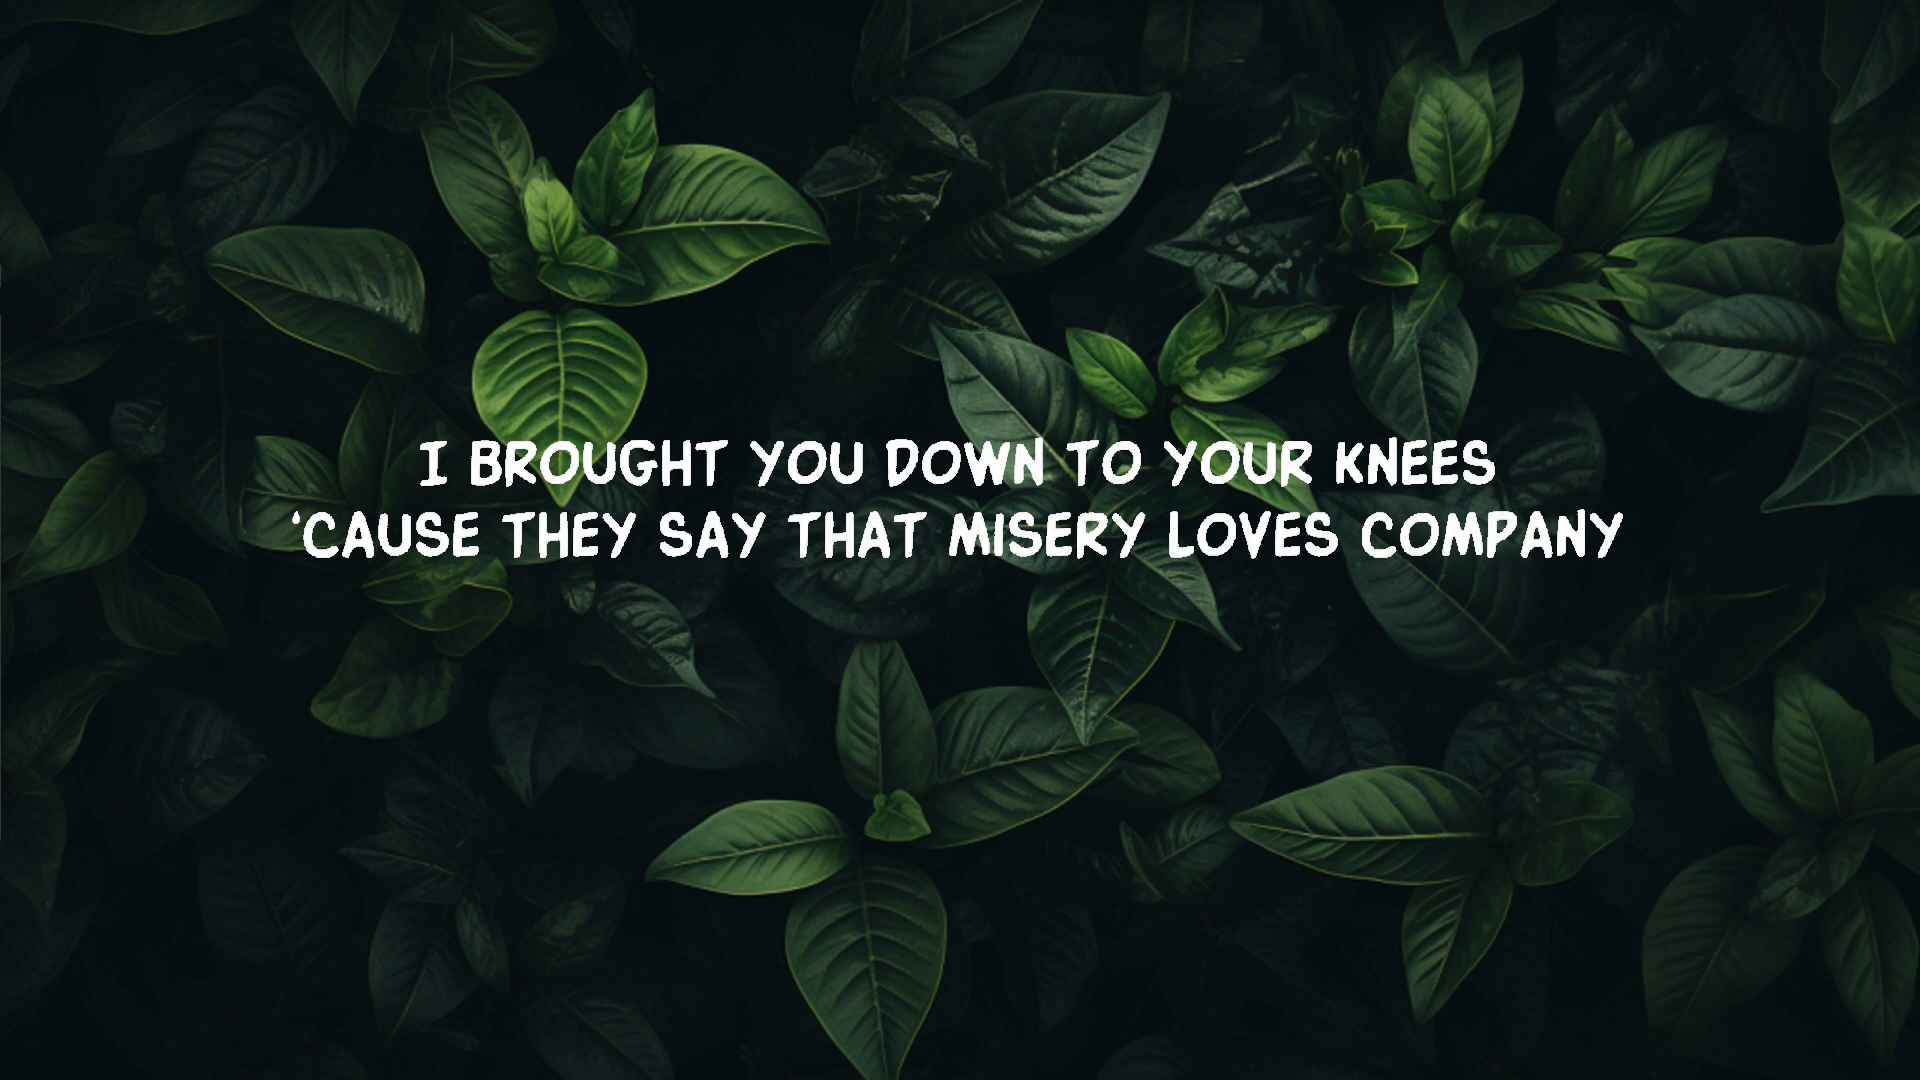 I BROUGHT YOU DOWN TO YOUR KNEES
‘CAUSE THEY SAY THAT MISERY LOVES COMPANY